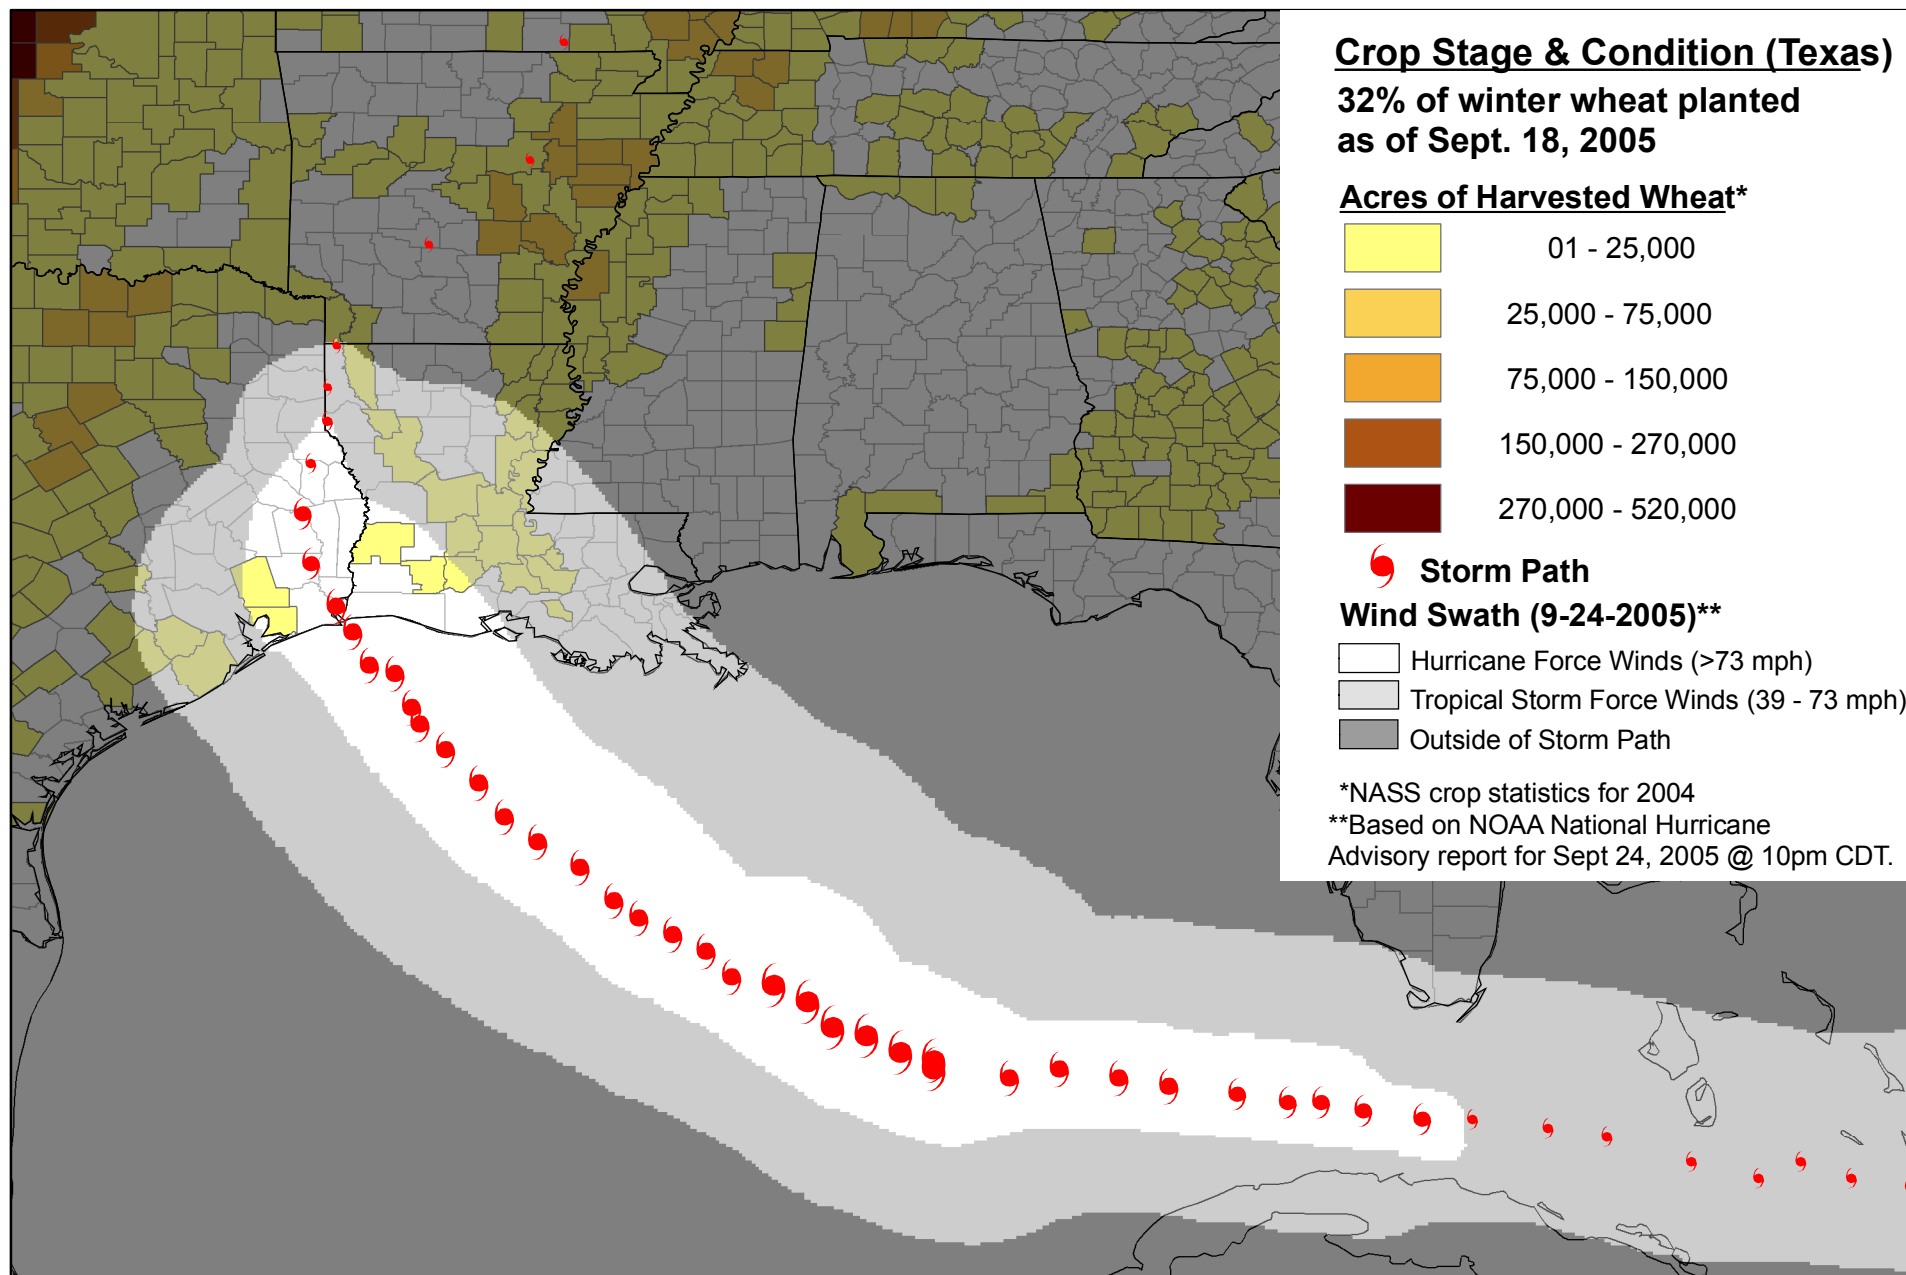 Crop Stage & Condition (Texas)
32% of winter wheat planted
as of Sept. 18, 2005
Acres of Harvested Wheat*
01 - 25,000
25,000 - 75,000
75,000 - 150,000
150,000 - 270,000
270,000 - 520,000
Storm Path
Wind Swath (9-24-2005)**
Hurricane Force Winds (>73 mph)
Tropical Storm Force Winds (39 - 73 mph)
Outside of Storm Path
*NASS crop statistics for 2004
**Based on NOAA National Hurricane
Advisory report for Sept 24, 2005 @ 10pm CDT.